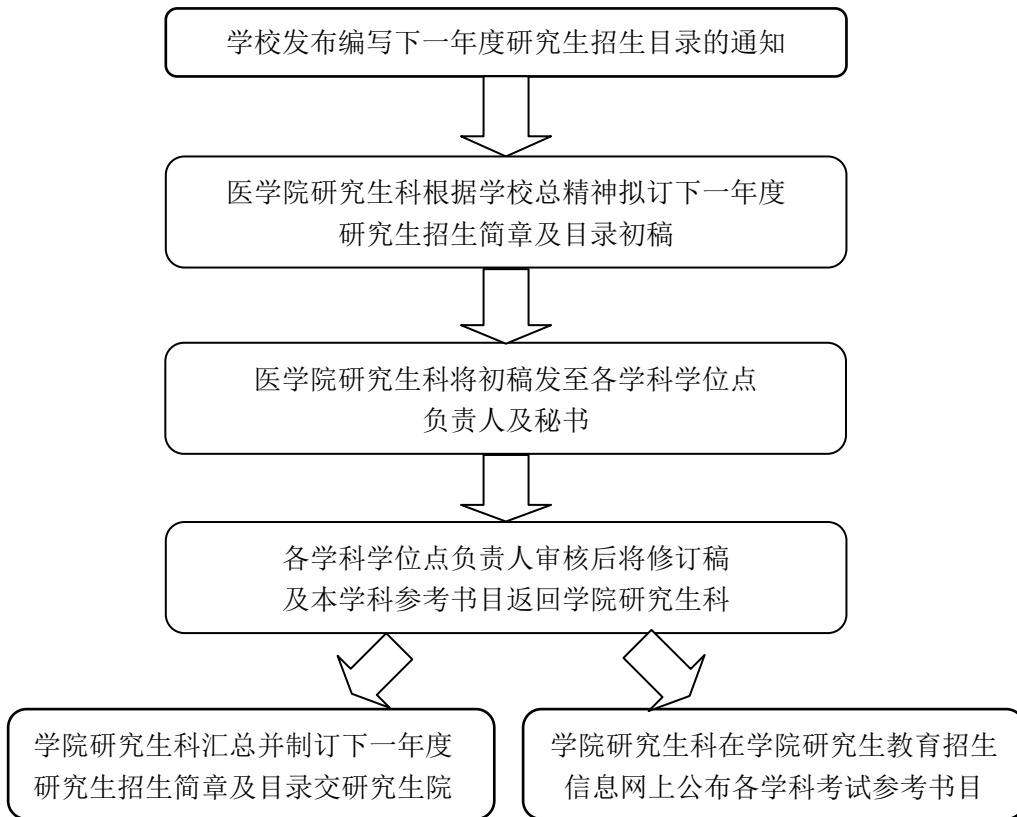 学校发布编写下一年度研究生招生目录的通知
医学院研究生科根据学校总精神拟订下一年度
研究生招生简章及目录初稿
医学院研究生科将初稿发至各学科学位点
负责人及秘书
各学科学位点负责人审核后将修订稿
及本学科参考书目返回学院研究生科
学院研究生科汇总并制订下一年度
研究生招生简章及目录交研究生院
学院研究生科在学院研究生教育招生
信息网上公布各学科考试参考书目